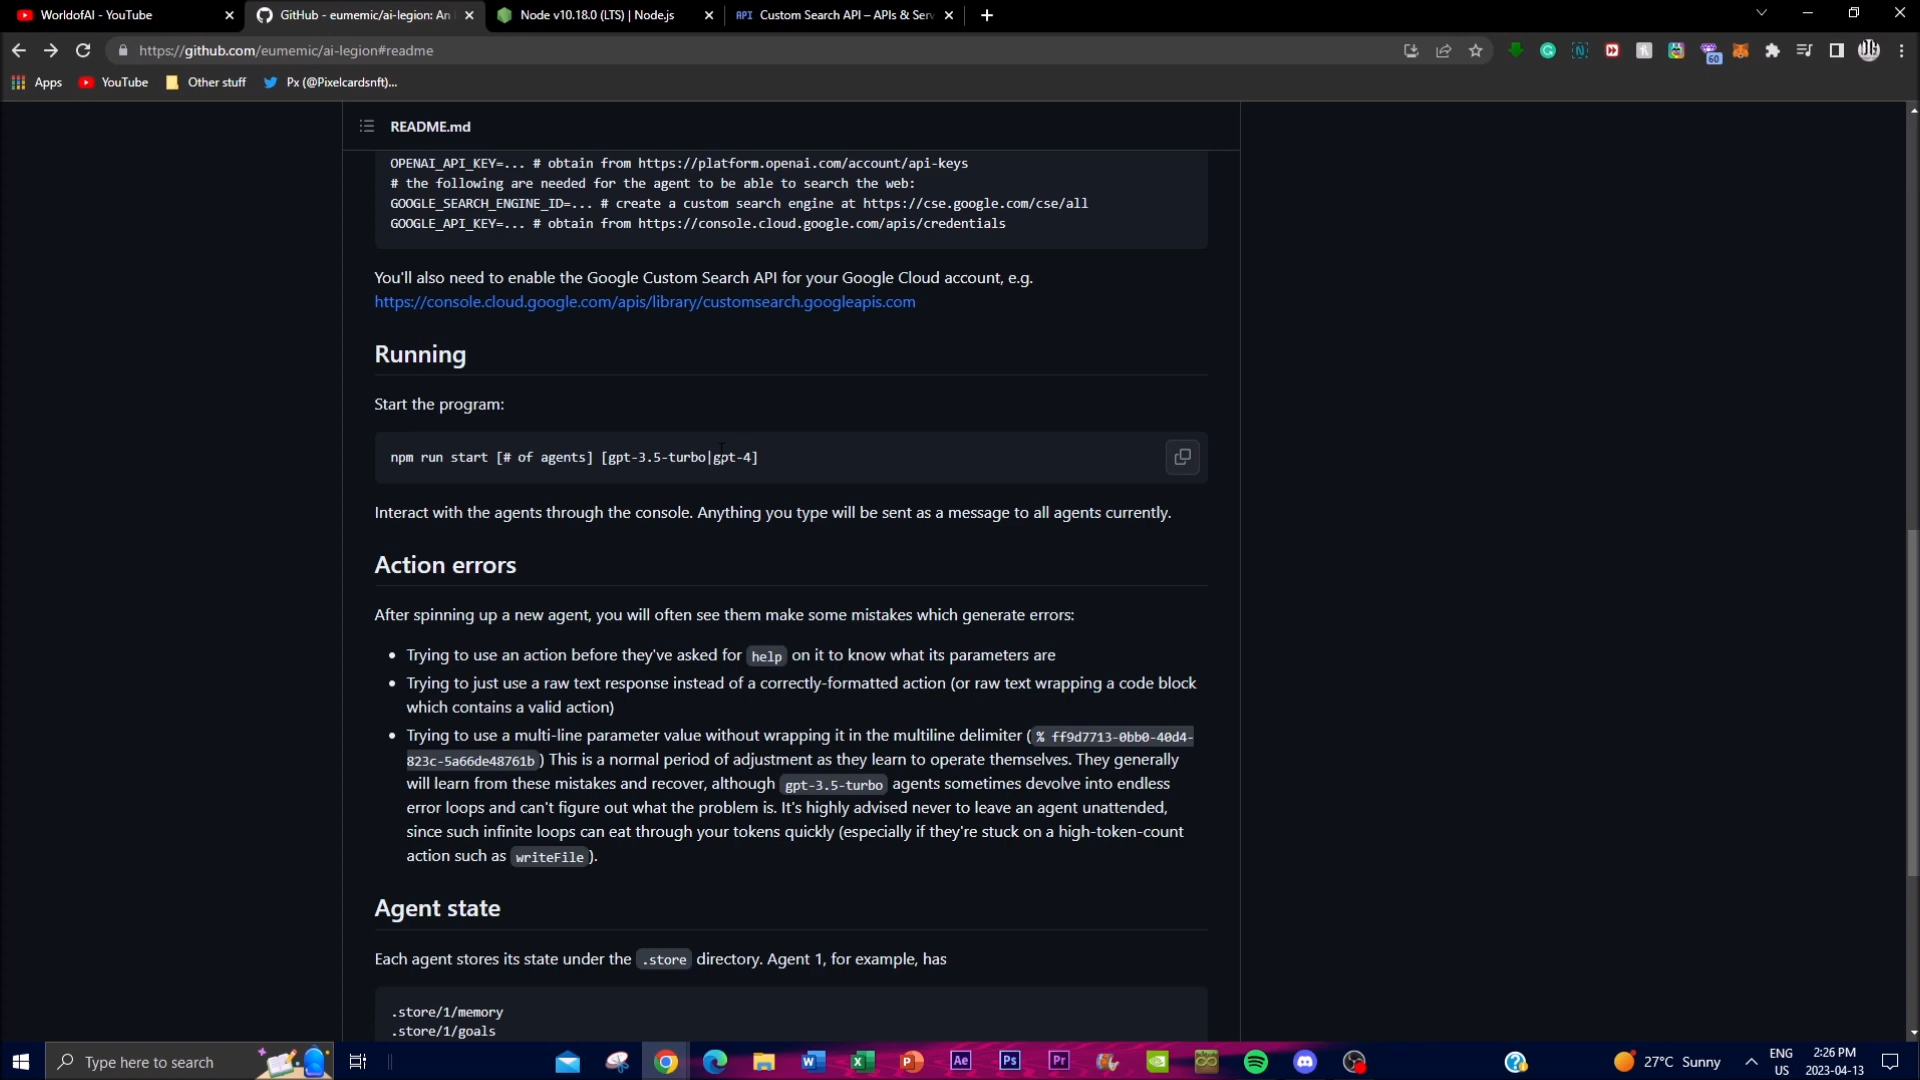 WorldofAI - YouTube
GitHub - eumemic/ai-legion: An
Node v10.18.0 (LTS) | Node.js
API Custom Search API – APIs & Serv
https://github.com/eumemic/ai-legion#readme
60
Apps
YouTube
Other stuff
Px (@Pixelcardsnft)...
README.md
OPENAI_API_KEY=... # obtain from https://platform.openai.com/account/api-keys
# the following are needed for the agent to be able to search the web:
GOOGLE_SEARCH_ENGINE_ID=... # create a custom search engine at https://cse.google.com/cse/all
GOOGLE_API_KEY=... # obtain from https://console.cloud.google.com/apis/credentials
You'll also need to enable the Google Custom Search API for your Google Cloud account, e.g.
https://console.cloud.google.com/apis/library/customsearch.googleapis.com
Running
Start the program:
npm run start [# of agents] [gpt-3.5-turbo|gpt-4]
Interact with the agents through the console. Anything you type will be sent as a message to all agents currently.
Action errors
After spinning up a new agent, you will often see them make some mistakes which generate errors:
• Trying to use an action before they've asked for help on it to know what its parameters are
• Trying to just use a raw text response instead of a correctly-formatted action (or raw text wrapping a code block
which contains a valid action)
• Trying to use a multi-line parameter value without wrapping it in the multiline delimiter ( % ff9d7713-0bb0-40d4-
823c-5a66de48761b ) This is a normal period of adjustment as they learn to operate themselves. They generally
will learn from these mistakes and recover, although gpt-3.5-turbo agents sometimes devolve into endless
error loops and can't figure out what the problem is. It's highly advised never to leave an agent unattended,
since such infinite loops can eat through your tokens quickly (especially if they're stuck on a high-token-count
action such as writeFile ).
Agent state
Each agent stores its state under the .store directory. Agent 1, for example, has
.store/1/memory
.store/1/goals
Type here to search
Ae
Ps
Pr
27°C Sunny
ENG
US
2:26 PM
2023-04-13